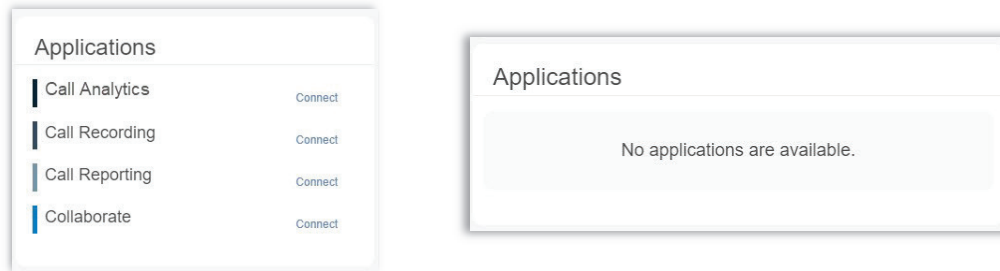 Applications
Call Analytics
Connect
Call Recording
Connect
Call Reporting
Connect
Collaborate
Connect
Applications
No applications are available.